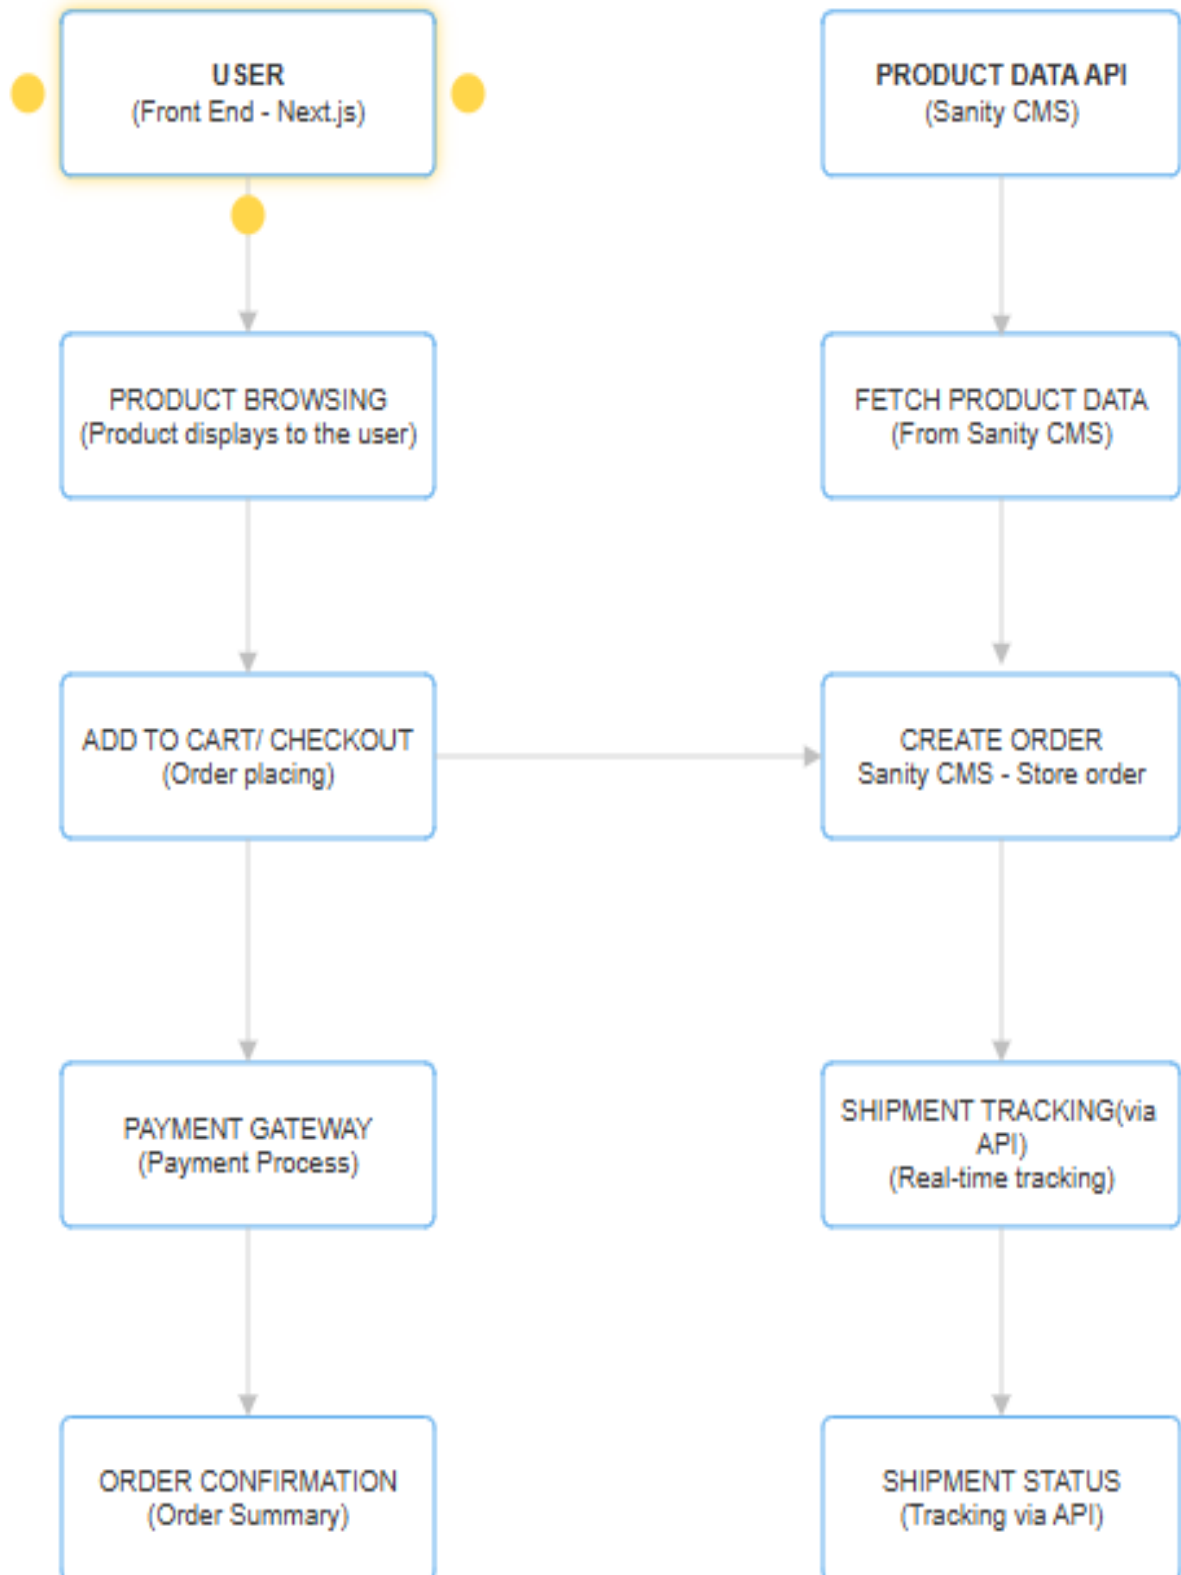 USER
(Front End - Next.js)
PRODUCT DATA API
(Sanity CMS)
PRODUCT BROWSING
(Product displays to the user)
FETCH PRODUCT DATA
(From Sanity CMS)
ADD TO CART/ CHECKOUT
(Order placing)
CREATE ORDER
Sanity CMS - Store order
PAYMENT GATEWAY
(Payment Process)
SHIPMENT TRACKING(via
API)
(Real-time tracking)
ORDER CONFIRMATION
(Order Summary)
SHIPMENT STATUS
(Tracking via API)